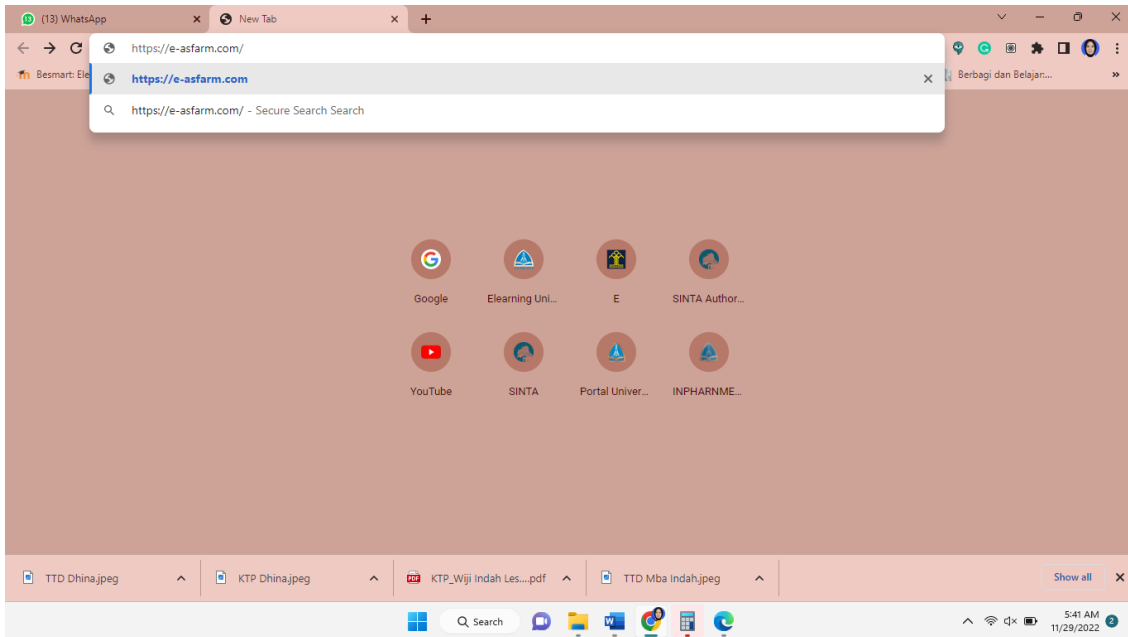 (13) WhatsApp
New Tab
https://e-asfarm.com/
Besmart: Ele
Berbagi dan Belajar:...
https://e-asfarm.com
https://e-asfarm.com/ - Secure Search Search
Google
Elearning Uni...
E
SINTA Author...
YouTube
SINTA
Portal Univer...
INPHARNME...
TTD Dhina.jpeg
KTP Dhina.jpeg
KTP_Wiji Indah Les....pdf
TTD Mba Indah.jpeg
Show all
Search
5:41 AM
11/29/2022
2